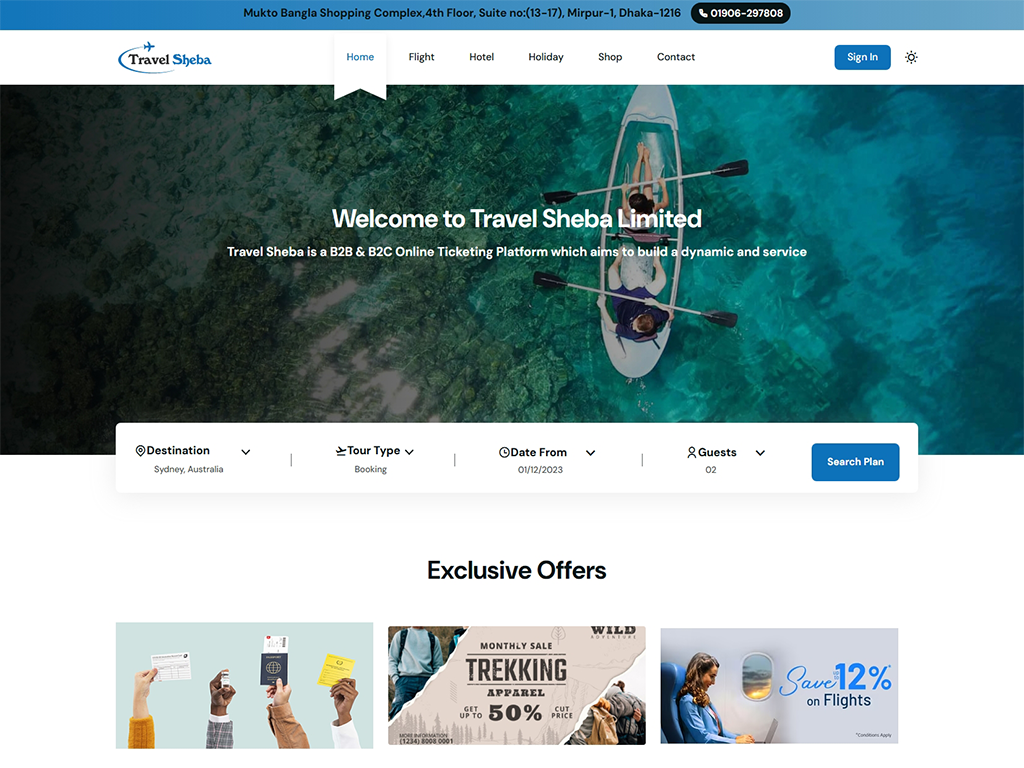 Mukto Bangla Shopping Complex,4th Floor, Suite no:(13-17), Mirpur-1, Dhaka-1216 01906-297808
Travel Sheba
Home Flight Hotel Holiday Shop Contact Sign In
Welcome to Travel Sheba Limited
Travel Sheba is a B2B & B2C Online Ticketing Platform which aims to build a dynamic and service
Destination Tour Type Date From Guests
Sydney, Australia Booking 01/12/2023 02
Search Plan
Exclusive Offers
PASSPORT
WILD
ADVENTURE
MONTHLY SALE
TREKKING
APPAREL
GET UP TO 50% CUT PRICE
MORE INFORMATION
(1234) 8008 0001
Save up to 12%*
on Flights
*Conditions Apply